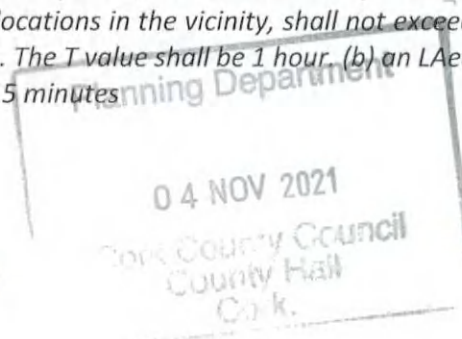 locations in the vicinity, shall not excee
. The T value shall be 1 hour. (b) an LAe
5 minutes
Planning Department
04 NOV 2021
Cork County Council
County Hall
Cork.